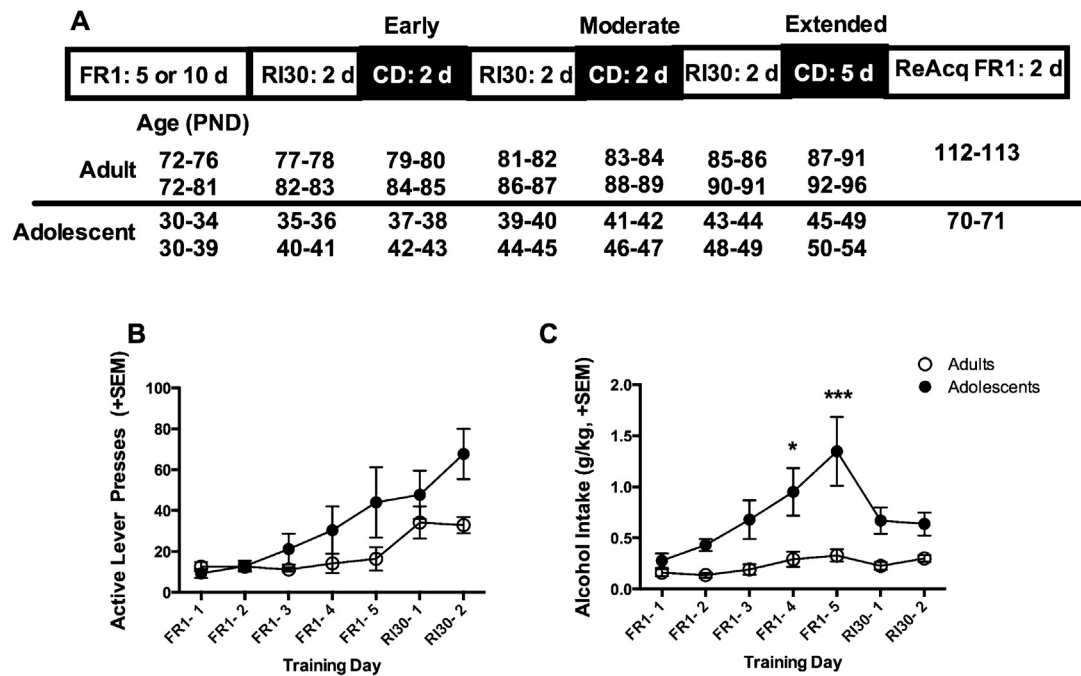 A
Early Moderate Extended
FR1: 5 or 10 d RI30: 2 d CD: 2 d RI30: 2 d CD: 2 d RI30: 2 d CD: 5 d ReAcq FR1: 2 d
Age (PND)
Adult 72-76 77-78 79-80 81-82 83-84 85-86 87-91 112-113
72-81 82-83 84-85 86-87 88-89 90-91 92-96
Adolescent 30-34 35-36 37-38 39-40 41-42 43-44 45-49 70-71
30-39 40-41 42-43 44-45 46-47 48-49 50-54
B
Active Lever Presses (+SEM)
100
80
60
40
20
0
FR1- 1 FR1- 2 FR1- 3 FR1- 4 FR1- 5 RI30- 1 RI30- 2
Training Day
C
Adults
Adolescents
Alcohol Intake (g/kg, +SEM)
2.0
1.5
1.0
0.5
0.0
*
***
FR1- 1 FR1- 2 FR1- 3 FR1- 4 FR1- 5 RI30- 1 RI30- 2
Training Day